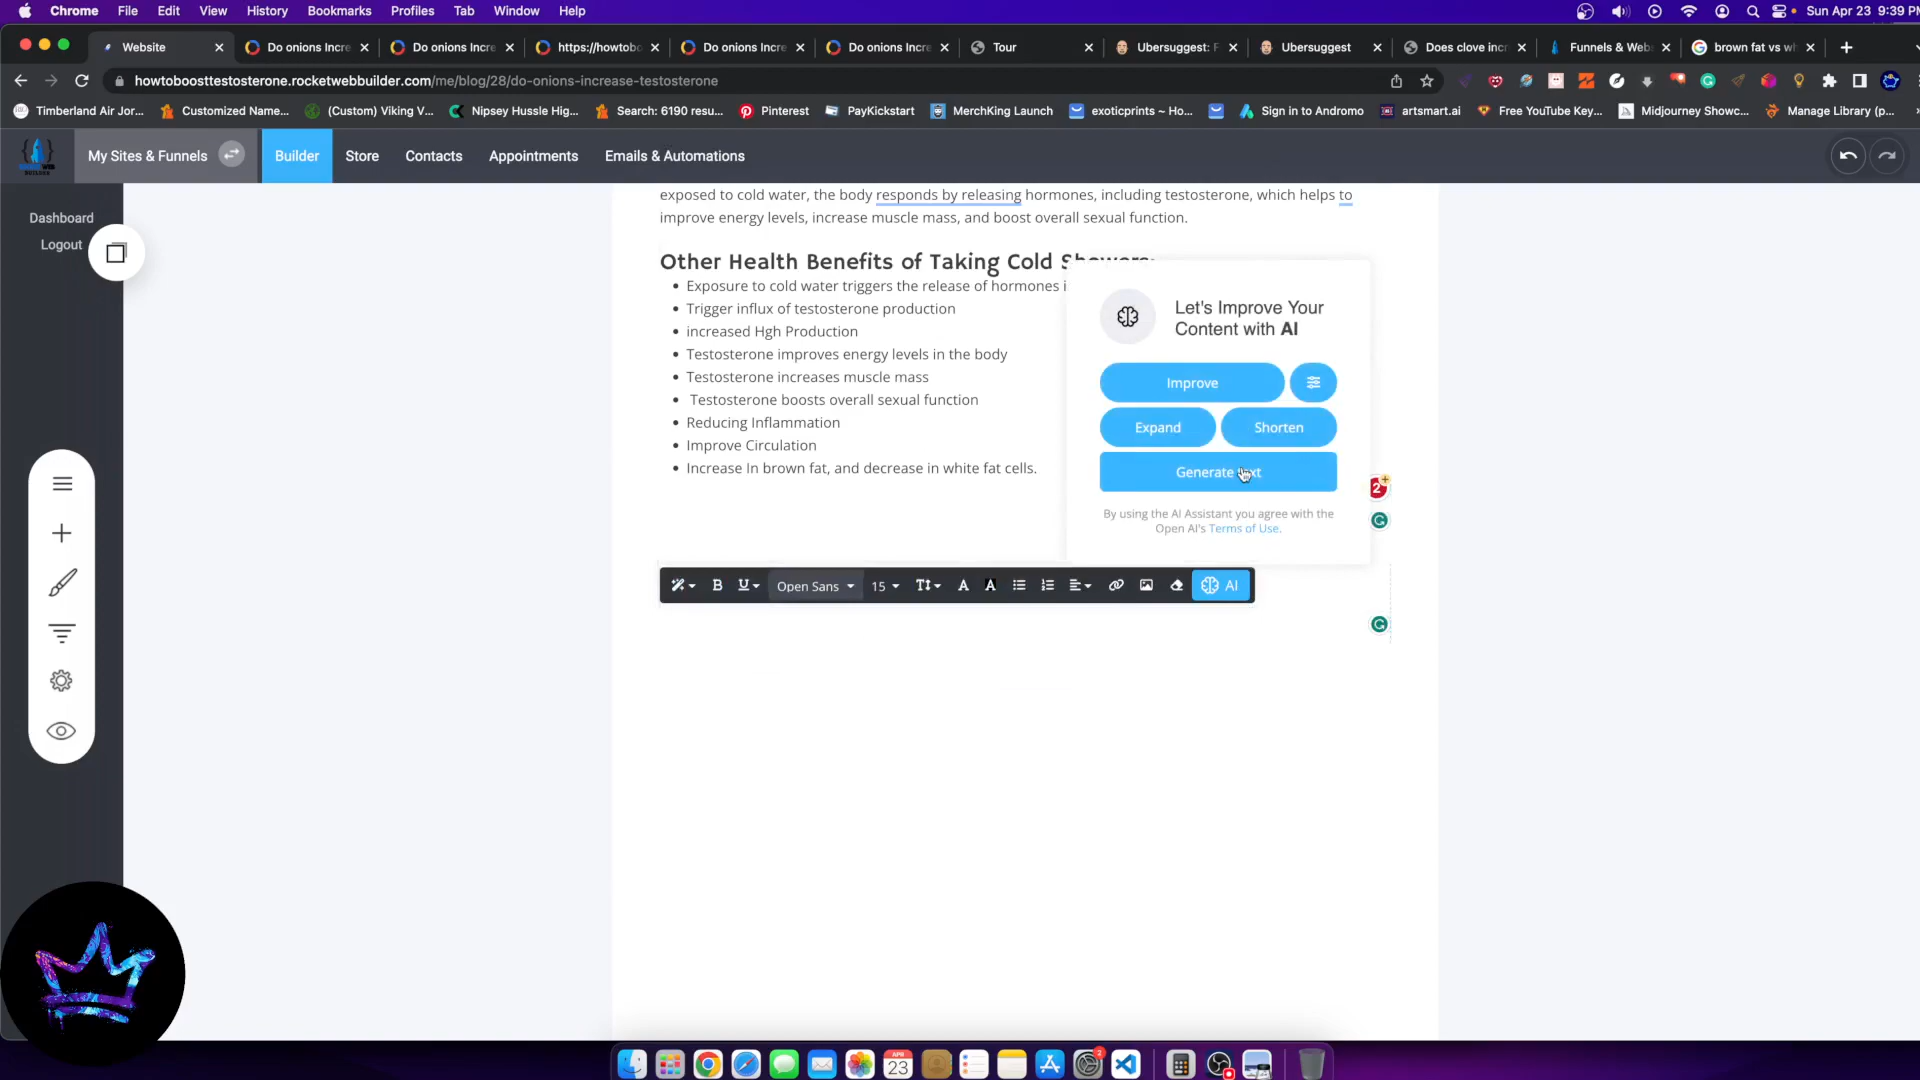 Chrome File Edit View History Bookmarks Profiles Tab Window Help Sun Apr 23 9:39
Website Do onions Incre Do onions Incre https://howtobo Do onions Incre Do onions Incre Tour Ubersuggest: F Ubersuggest Does clove incr Funnels & Web brown fat vs wh
howtoboosttestosterone.rocketwebbuilder.com/me/blog/28/do-onions-increase-testosterone
Timberland Air Jor... Customized Name... (Custom) Viking V... Nipsey Hussle Hig... Search: 6190 resu... Pinterest PayKickstart MerchKing Launch exoticprints ~ Ho... Sign in to Andromo artsmart.ai Free YouTube Key... Midjourney Showc... Manage Library (p...
My Sites & Funnels Builder Store Contacts Appointments Emails & Automations
Dashboard
Logout
exposed to cold water, the body responds by releasing hormones, including testosterone, which helps to
improve energy levels, increase muscle mass, and boost overall sexual function.
Other Health Benefits of Taking Cold Showers:
Exposure to cold water triggers the release of hormones i
Trigger influx of testosterone production
increased Hgh Production
Testosterone improves energy levels in the body
Testosterone increases muscle mass
Testosterone boosts overall sexual function
Reducing Inflammation
Improve Circulation
Increase In brown fat, and decrease in white fat cells.
Let's Improve Your
Content with AI
Improve
Expand Shorten
Generate
By using the AI Assistant you agree with the
Open AI's Terms of Use.
2
B U Open Sans 15 A A AI
APR
23
2